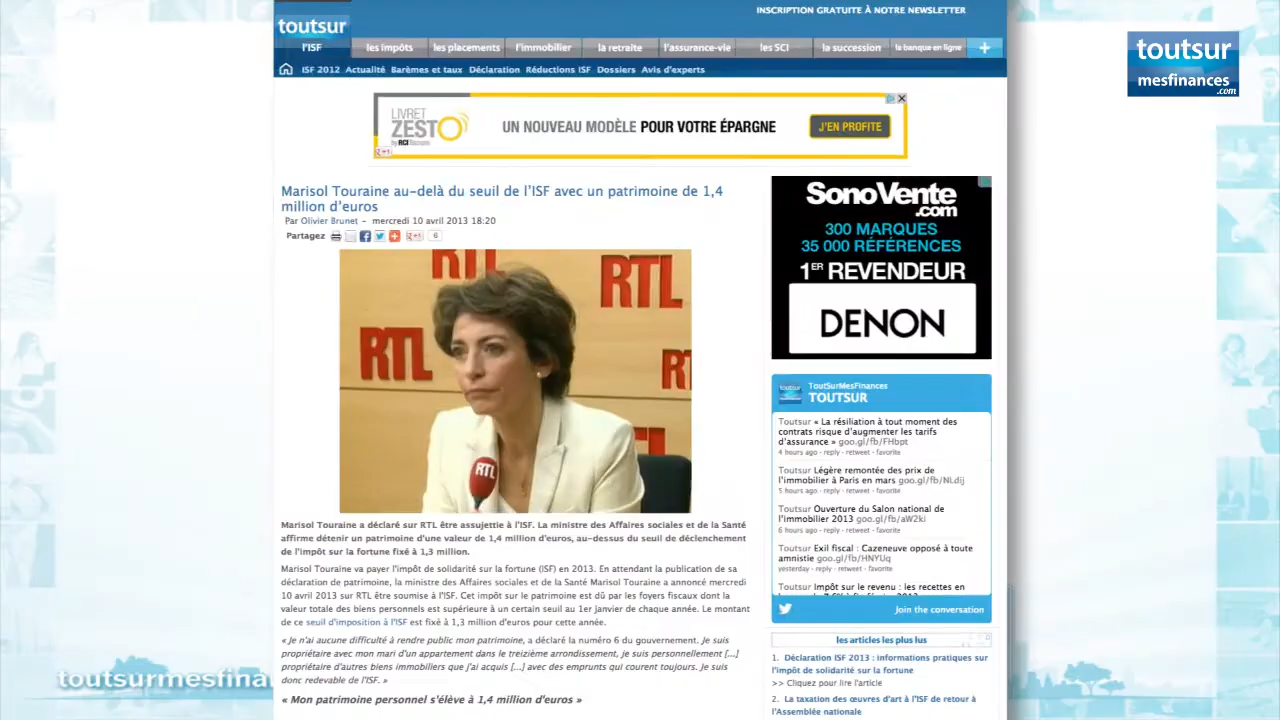 INSCRIPTION GRATUITE À NOTRE NEWSLETTER
toutsur
l'ISF les impôts les placements l'immobilier la retraite l'assurance-vie les SCI la succession la banque en ligne +
ISF 2012 Actualité Barèmes et taux Déclaration Réductions ISF Dossiers Avis d'experts
toutsur
mesfinances
.com
LIVRET
ZESTO
by RCI
UN NOUVEAU MODÈLE POUR VOTRE ÉPARGNE
J'EN PROFITE
g+1
Marisol Touraine au-delà du seuil de l'ISF avec un patrimoine de 1,4
million d'euros
Par Olivier Brunet - mercredi 10 avril 2013 18:20
Partagez g+1 6
RTL
RTL
RTL
RTL
RTL
Marisol Touraine a déclaré sur RTL être assujettie à l'ISF. La ministre des Affaires sociales et de la Santé
affirme détenir un patrimoine d'une valeur de 1,4 million d'euros, au-dessus du seuil de déclenchement
de l'impôt sur la fortune fixé à 1,3 million.
Marisol Touraine va payer l'impôt de solidarité sur la fortune (ISF) en 2013. En attendant la publication de sa
déclaration de patrimoine, la ministre des Affaires sociales et de la Santé Marisol Touraine a annoncé mercredi
10 avril 2013 sur RTL être soumise à l'ISF. Cet impôt sur le patrimoine est dû par les foyers fiscaux dont la
valeur totale des biens personnels est supérieure à un certain seuil au 1er janvier de chaque année. Le montant
de ce seuil d'imposition à l'ISF est fixé à 1,3 million d'euros pour cette année.
« Je n'ai aucune difficulté à rendre public mon patrimoine, a déclaré la numéro 6 du gouvernement. Je suis
propriétaire avec mon mari d'un appartement dans le treizième arrondissement, je suis personnellement [...]
propriétaire d'autres biens immobiliers que j'ai acquis [...] avec des emprunts qui courent toujours. Je suis
donc redevable de l'ISF. »
« Mon patrimoine personnel s'élève à 1,4 million d'euros »
SonoVente
.com
300 MARQUES
35 000 RÉFÉRENCES
1ER REVENDEUR
DENON
ToutSurMesFinances
TOUTSUR
Toutsur « La résiliation à tout moment des
contrats risque d'augmenter les tarifs
d'assurance » goo.gl/fb/FHbpt
4 hours ago · reply · retweet · favorite
Toutsur Légère remontée des prix de
l'immobilier à Paris en mars goo.gl/fb/NLdij
5 hours ago · reply · retweet · favorite
Toutsur Ouverture du Salon national de
l'immobilier 2013 goo.gl/fb/aW2ki
6 hours ago · reply · retweet · favorite
Toutsur Exil fiscal : Cazeneuve opposé à toute
amnistie goo.gl/fb/HNYUq
yesterday · reply · retweet · favorite
Toutsur Impôt sur le revenu : les recettes en
Join the conversation
les articles les plus lus
1. Déclaration ISF 2013 : informations pratiques sur
l'impôt de solidarité sur la fortune
>> Cliquez pour lire l'article
2. La taxation des œuvres d'art à l'ISF de retour à
l'Assemblée nationale
toutsurmesfina